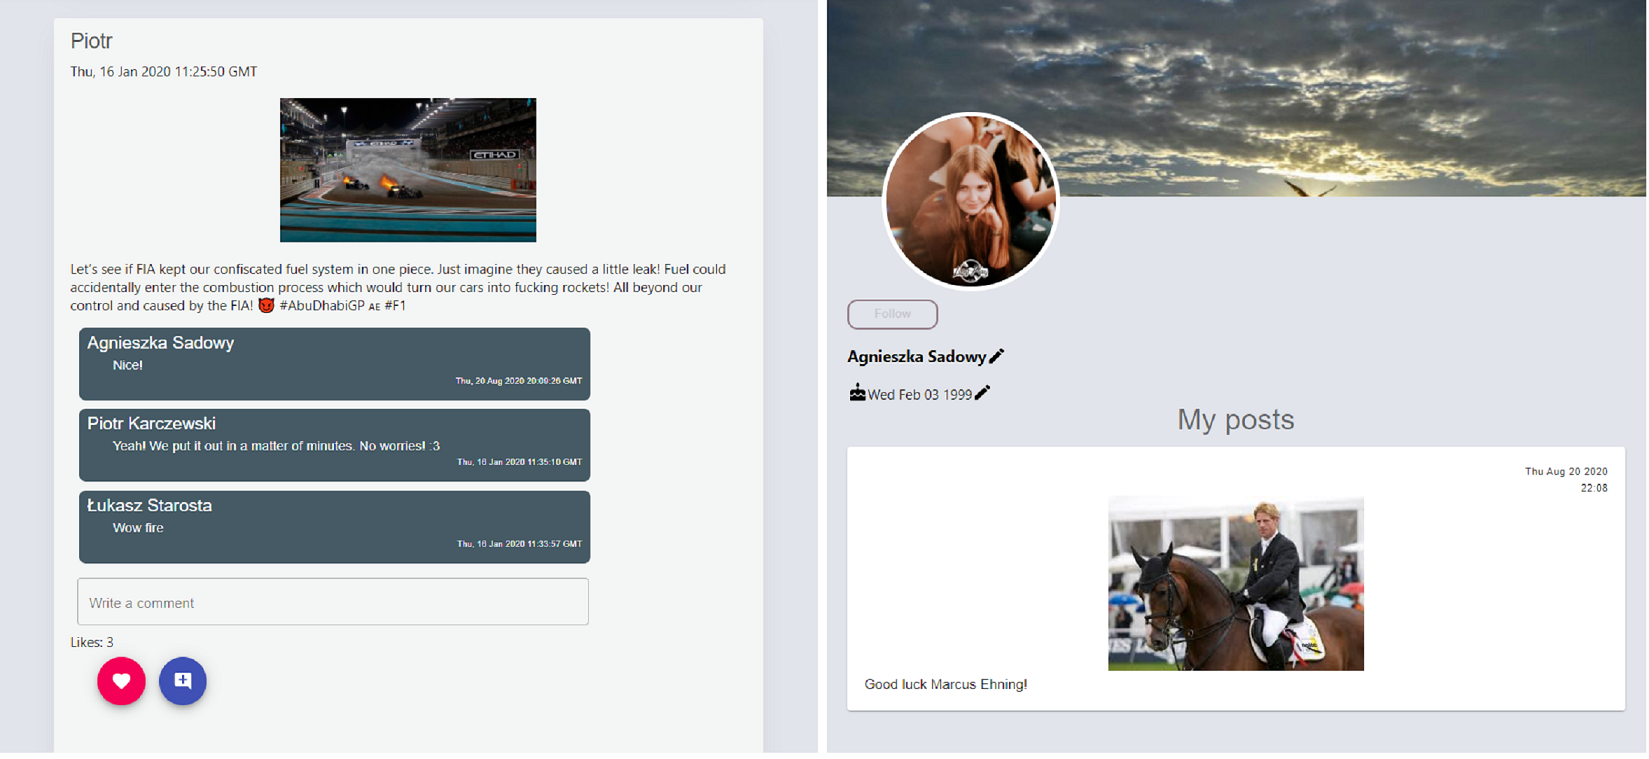 Piotr
Thu, 16 Jan 2020 11:25:50 GMT
ETIHAD
Let's see if FIA kept our confiscated fuel system in one piece. Just imagine they caused a little leak! Fuel could
accidentally enter the combustion process which would turn our cars into fucking rockets! All beyond our
control and caused by the FIA! 😈 #AbuDhabiGP ᴀᴇ #F1
Agnieszka Sadowy
Nice!
Thu, 20 Aug 2020 20:09:26 GMT
Piotr Karczewski
Yeah! We put it out in a matter of minutes. No worries! :3
Thu, 16 Jan 2020 11:35:10 GMT
Łukasz Starosta
Wow fire
Thu, 16 Jan 2020 11:33:57 GMT
Write a comment
Likes: 3
Follow
Agnieszka Sadowy
Wed Feb 03 1999
My posts
Thu Aug 20 2020
22:08
Good luck Marcus Ehning!